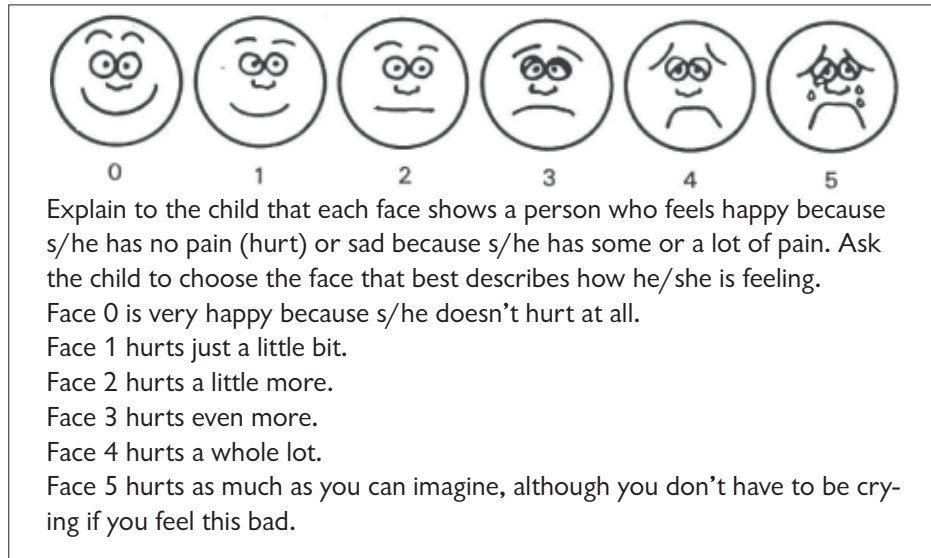 0 1 2 3 4 5
Explain to the child that each face shows a person who feels happy because
s/he has no pain (hurt) or sad because s/he has some or a lot of pain. Ask
the child to choose the face that best describes how he/she is feeling.
Face 0 is very happy because s/he doesn’t hurt at all.
Face 1 hurts just a little bit.
Face 2 hurts a little more.
Face 3 hurts even more.
Face 4 hurts a whole lot.
Face 5 hurts as much as you can imagine, although you don’t have to be cry-
ing if you feel this bad.